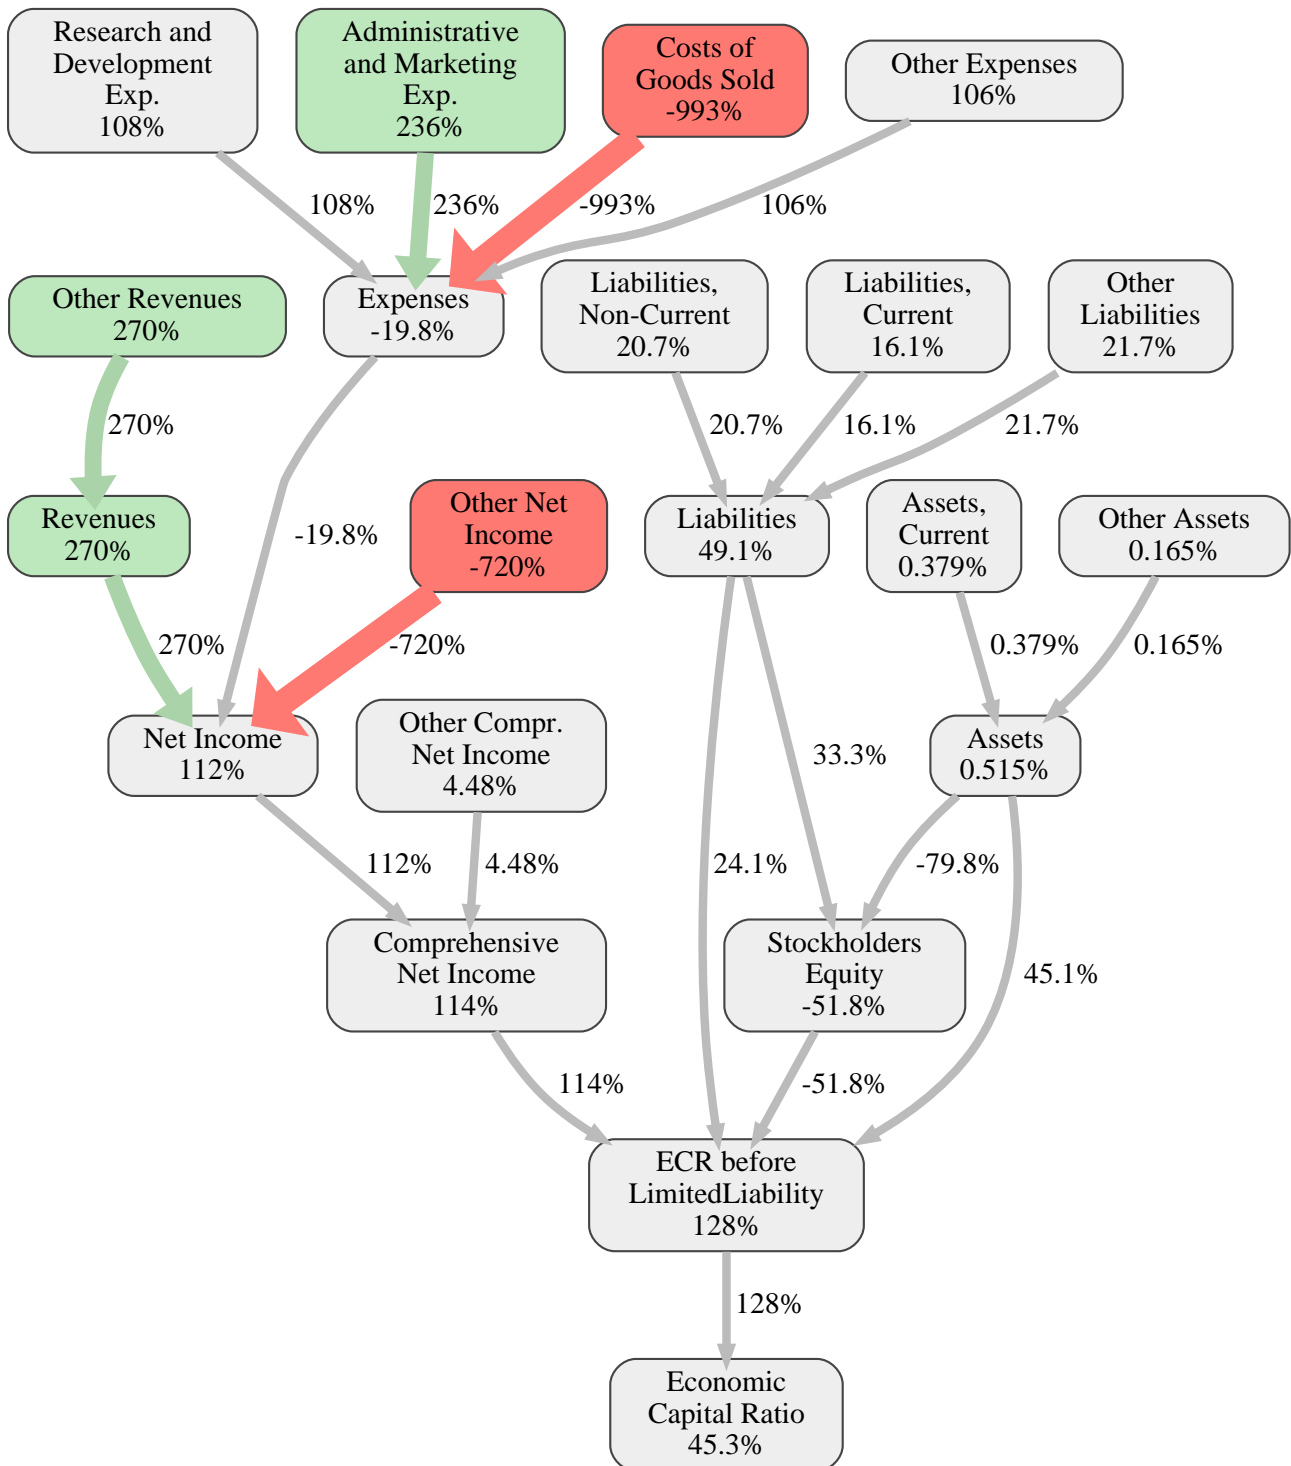 Research and
Development
Exp.
108%
Administrative
and Marketing
Exp.
236%
Costs of
Goods Sold
-993%
Other Expenses
106%
108%
236%
-993%
106%
Other Revenues
270%
Expenses
-19.8%
Liabilities,
Non-Current
20.7%
Liabilities,
Current
16.1%
Other
Liabilities
21.7%
270%
20.7%
16.1%
21.7%
Revenues
270%
-19.8%
Other Net
Income
-720%
Liabilities
49.1%
Assets,
Current
0.379%
Other Assets
0.165%
270%
-720%
0.379%
0.165%
Net Income
112%
Other Compr.
Net Income
4.48%
33.3%
Assets
0.515%
112%
4.48%
24.1%
-79.8%
Comprehensive
Net Income
114%
Stockholders
Equity
-51.8%
45.1%
114%
-51.8%
ECR before
LimitedLiability
128%
128%
Economic
Capital Ratio
45.3%